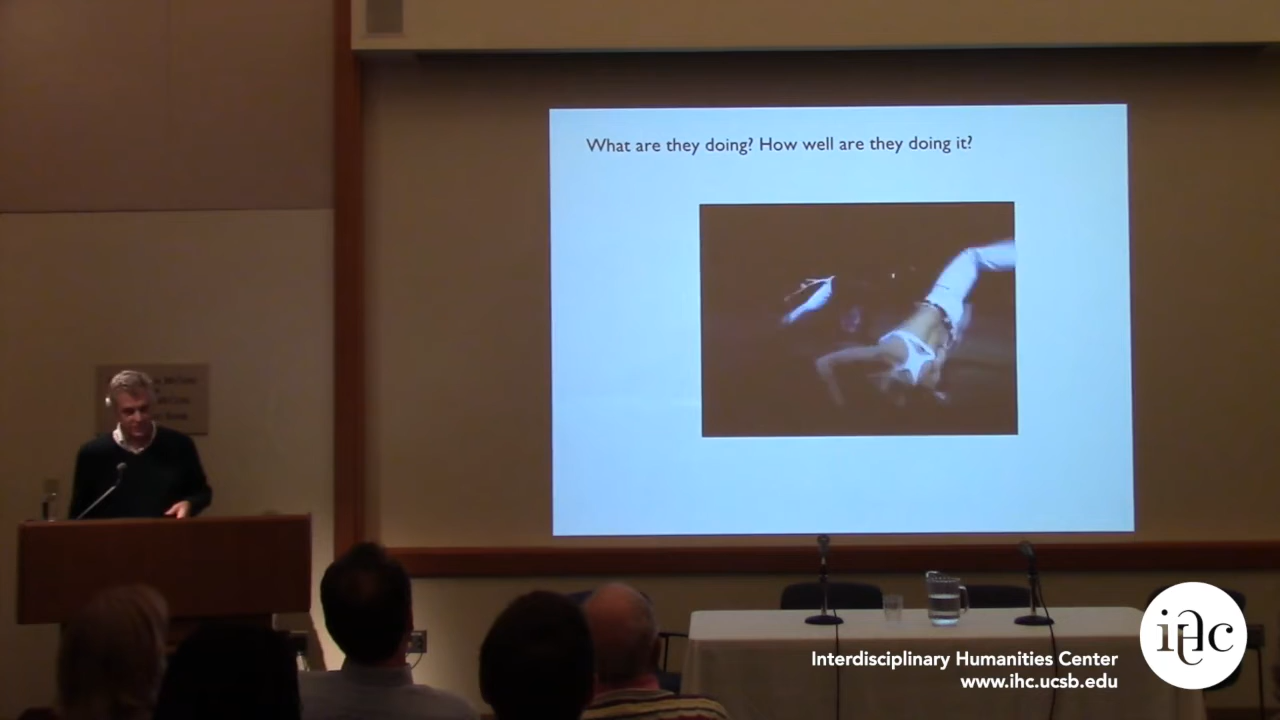 What are they doing? How well are they doing it?
Interdisciplinary Humanities Center
www.ihc.ucsb.edu
ihc